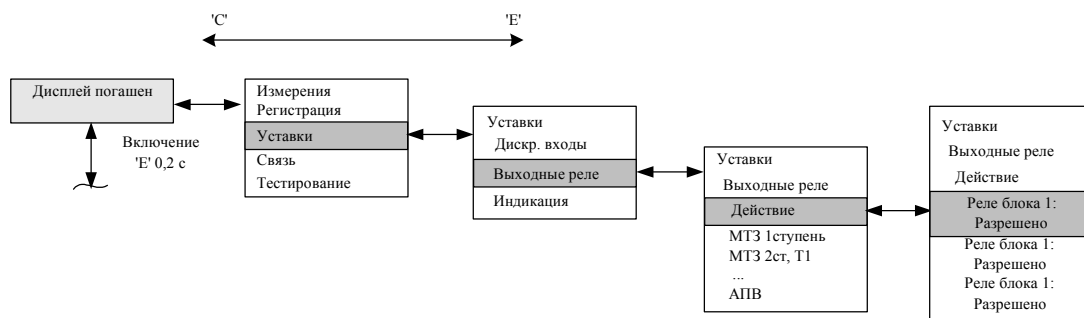 'C'
'E'
Дисплей погашен
Включение
'E' 0,2 с
Измерения
Регистрация
Уставки
Связь
Тестирование
Уставки
Дискр. входы
Выходные реле
Индикация
Уставки
Выходные реле
Действие
МТЗ 1ступень
МТЗ 2ст, Т1
...
АПВ
Уставки
Выходные реле
Действие
Реле блока 1:
Разрешено
Реле блока 1:
Разрешено
Реле блока 1:
Разрешено